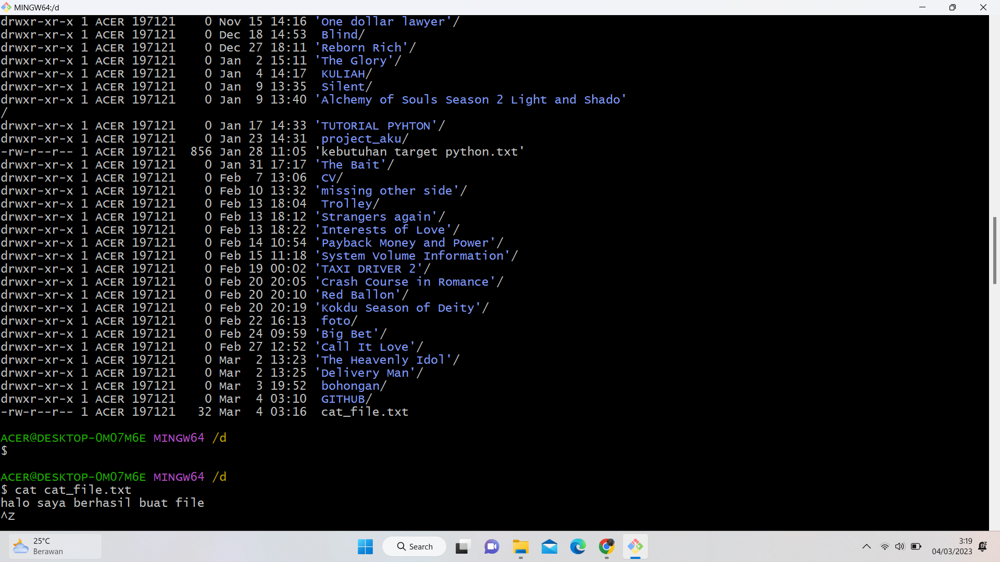 MINGW64:/d
drwxr-xr-x 1 ACER 197121    0 Nov 15 14:16 'One dollar lawyer'/
drwxr-xr-x 1 ACER 197121    0 Dec 18 14:53  Blind/
drwxr-xr-x 1 ACER 197121    0 Dec 27 18:11 'Reborn Rich'/
drwxr-xr-x 1 ACER 197121    0 Jan  2 15:11 'The Glory'/
drwxr-xr-x 1 ACER 197121    0 Jan  4 14:17  KULIAH/
drwxr-xr-x 1 ACER 197121    0 Jan  9 13:35  Silent/
drwxr-xr-x 1 ACER 197121    0 Jan  9 13:40 'Alchemy of Souls Season 2 Light and Shado'
/
drwxr-xr-x 1 ACER 197121    0 Jan 17 14:33 'TUTORIAL PYHTON'/
drwxr-xr-x 1 ACER 197121    0 Jan 23 14:31  project_aku/
-rw-r--r-- 1 ACER 197121  856 Jan 28 11:05 'kebutuhan target python.txt'
drwxr-xr-x 1 ACER 197121    0 Jan 31 17:17 'The Bait'/
drwxr-xr-x 1 ACER 197121    0 Feb  7 13:06  CV/
drwxr-xr-x 1 ACER 197121    0 Feb 10 13:32 'missing other side'/
drwxr-xr-x 1 ACER 197121    0 Feb 13 18:04  Trolley/
drwxr-xr-x 1 ACER 197121    0 Feb 13 18:12 'Strangers again'/
drwxr-xr-x 1 ACER 197121    0 Feb 13 18:22 'Interests of Love'/
drwxr-xr-x 1 ACER 197121    0 Feb 14 10:54 'Payback Money and Power'/
drwxr-xr-x 1 ACER 197121    0 Feb 15 11:18 'System Volume Information'/
drwxr-xr-x 1 ACER 197121    0 Feb 19 00:02 'TAXI DRIVER 2'/
drwxr-xr-x 1 ACER 197121    0 Feb 20 20:05 'Crash Course in Romance'/
drwxr-xr-x 1 ACER 197121    0 Feb 20 20:10 'Red Ballon'/
drwxr-xr-x 1 ACER 197121    0 Feb 20 20:19 'Kokdu Season of Deity'/
drwxr-xr-x 1 ACER 197121    0 Feb 22 16:13  foto/
drwxr-xr-x 1 ACER 197121    0 Feb 24 09:59 'Big Bet'/
drwxr-xr-x 1 ACER 197121    0 Feb 27 12:52 'Call It Love'/
drwxr-xr-x 1 ACER 197121    0 Mar  2 13:23 'The Heavenly Idol'/
drwxr-xr-x 1 ACER 197121    0 Mar  2 13:25 'Delivery Man'/
drwxr-xr-x 1 ACER 197121    0 Mar  3 19:52  bohongan/
drwxr-xr-x 1 ACER 197121    0 Mar  4 03:10  GITHUB/
-rw-r--r-- 1 ACER 197121   32 Mar  4 03:16  cat_file.txt
ACER@DESKTOP-0M07M6E MINGW64 /d
$
ACER@DESKTOP-0M07M6E MINGW64 /d
$ cat cat_file.txt
halo saya berhasil buat file
^Z
25°C
Berawan
Search
3:19
04/03/2023